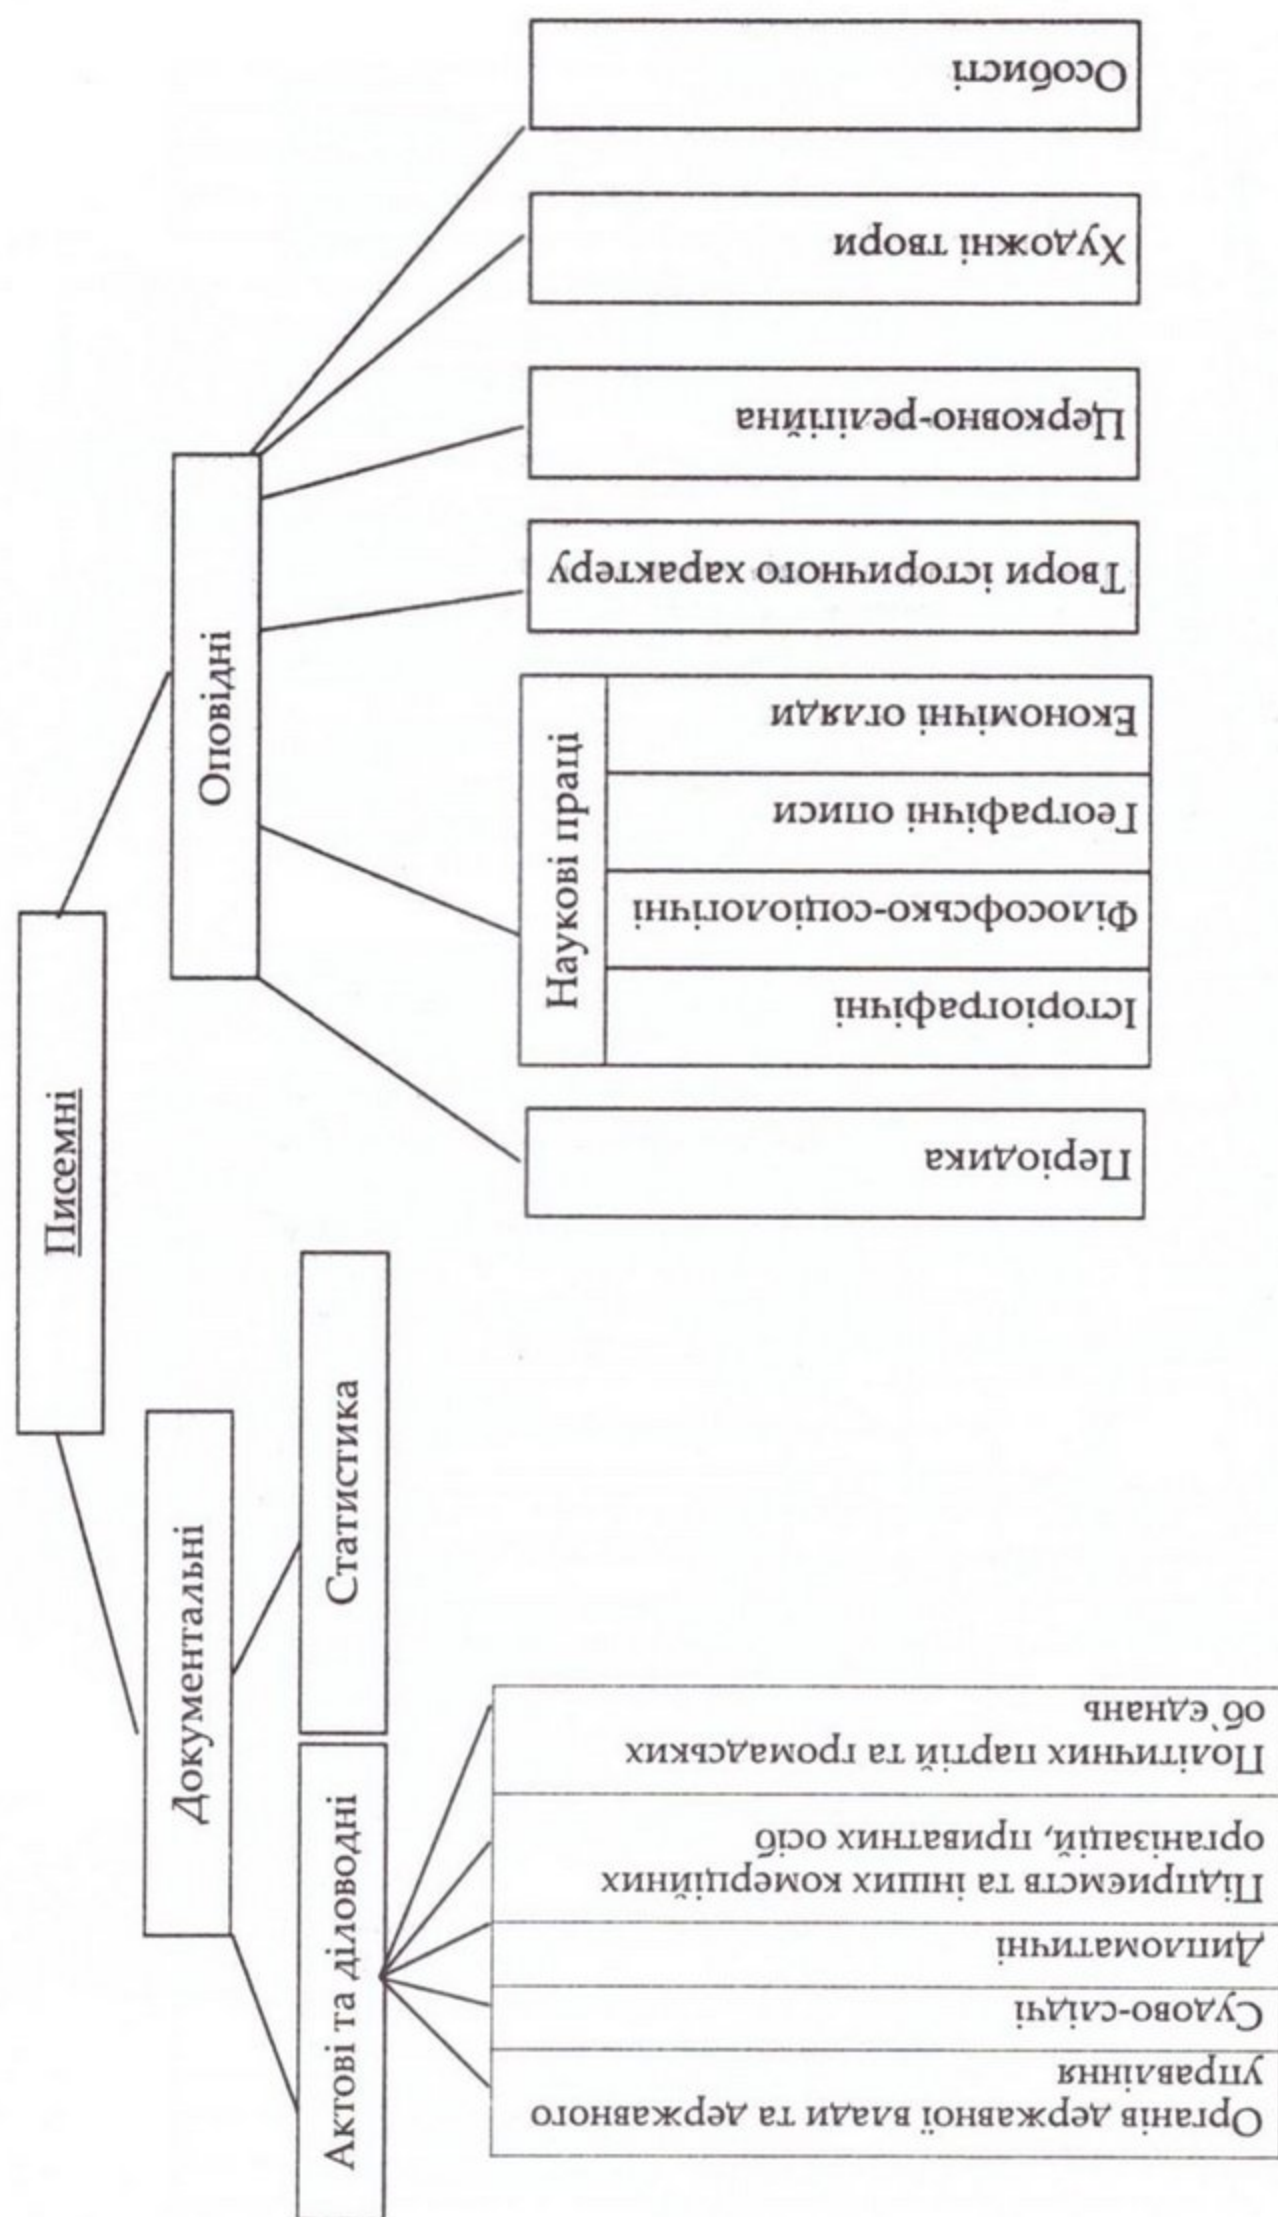 Писемні
Документальні
Оповідні
Актові та діловодні
Статистика
Органів державної влади та державного
управління
Судово-слідчі
Дипломатичні
Підприємств та інших комерційних
організацій, приватних осіб
Політичних партій та громадських
об`єднань
Періодика
Наукові праці
Історіографічні
Філософсько-соціологічні
Географічні описи
Економічні огляди
Твори історичного характеру
Церковно-релігійна
Художні твори
Особисті